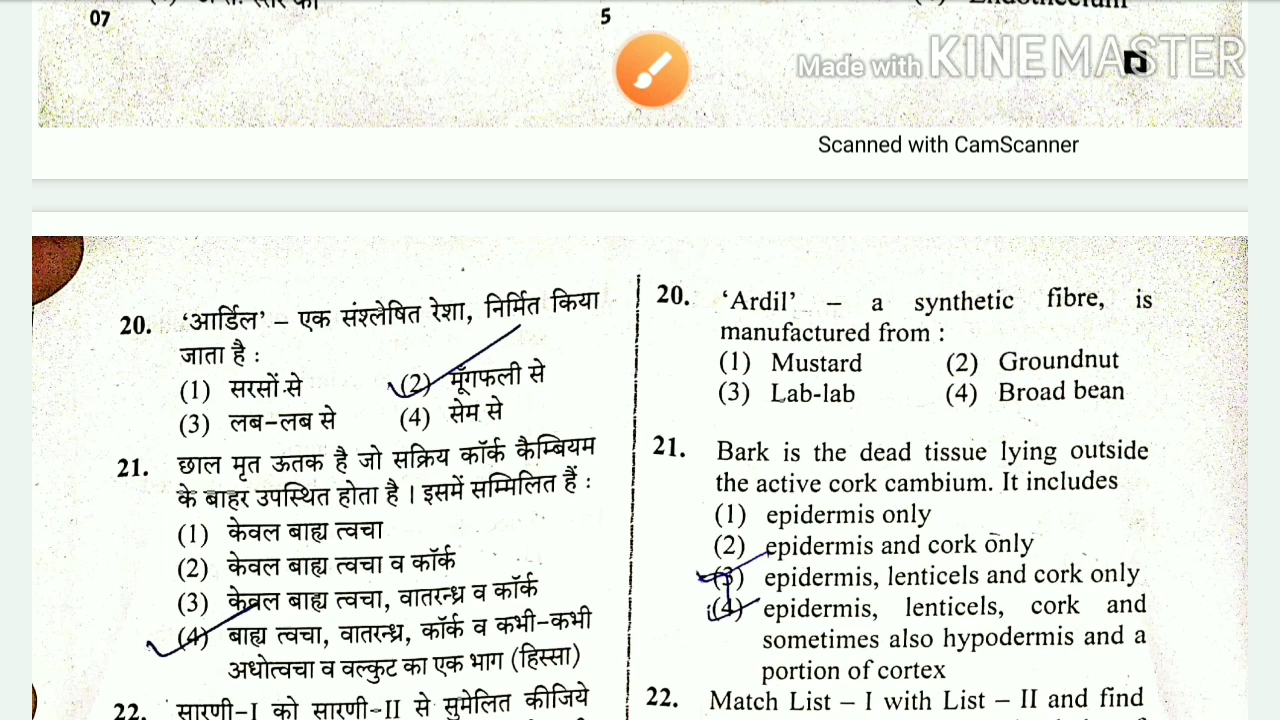 07
5
Made with KINEMASTER
Scanned with CamScanner
20. ‘आर्डिल’ – एक संश्लेषित रेशा, निर्मित किया
जाता है :
(1) सरसों से (2) मूँगफली से
(3) लब-लब से (4) सेम से
21. छाल मृत ऊतक है जो सक्रिय कॉर्क कैम्बियम
के बाहर उपस्थित होता है । इसमें सम्मिलित हैं :
(1) केवल बाह्य त्वचा
(2) केवल बाह्य त्वचा व कॉर्क
(3) केवल बाह्य त्वचा, वातरन्ध्र व कॉर्क
(4) बाह्य त्वचा, वातरन्ध्र, कॉर्क व कभी-कभी
अधोत्वचा व वल्कुट का एक भाग (हिस्सा)
22. सारणी-I को सारणी-II से सुमेलित कीजिये
20. ‘Ardil’ – a synthetic fibre, is
manufactured from :
(1) Mustard (2) Groundnut
(3) Lab-lab (4) Broad bean
21. Bark is the dead tissue lying outside
the active cork cambium. It includes
(1) epidermis only
(2) epidermis and cork only
(3) epidermis, lenticels and cork only
(4) epidermis, lenticels, cork and
sometimes also hypodermis and a
portion of cortex
22. Match List – I with List – II and find